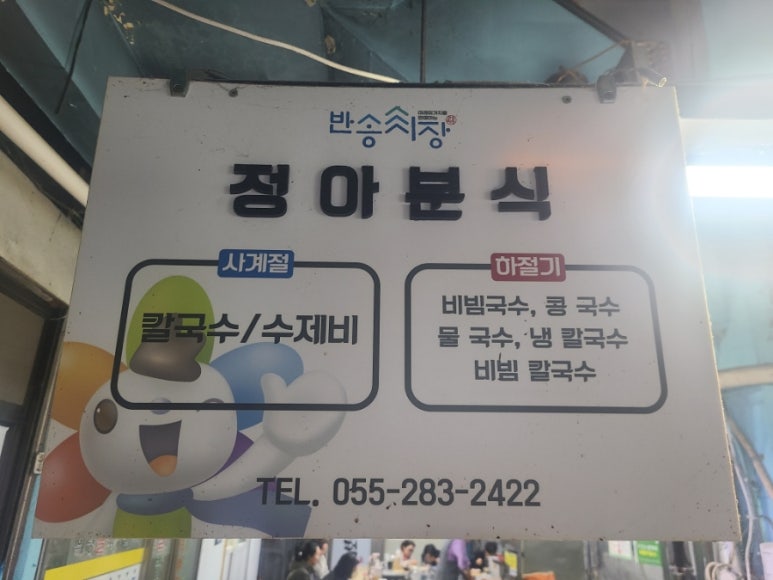 반송시장
정아분식
사계절
칼국수/수제비
하절기
비빔국수, 콩 국수
물 국수, 냉 칼국수
비빔 칼국수
TEL. 055-283-2422